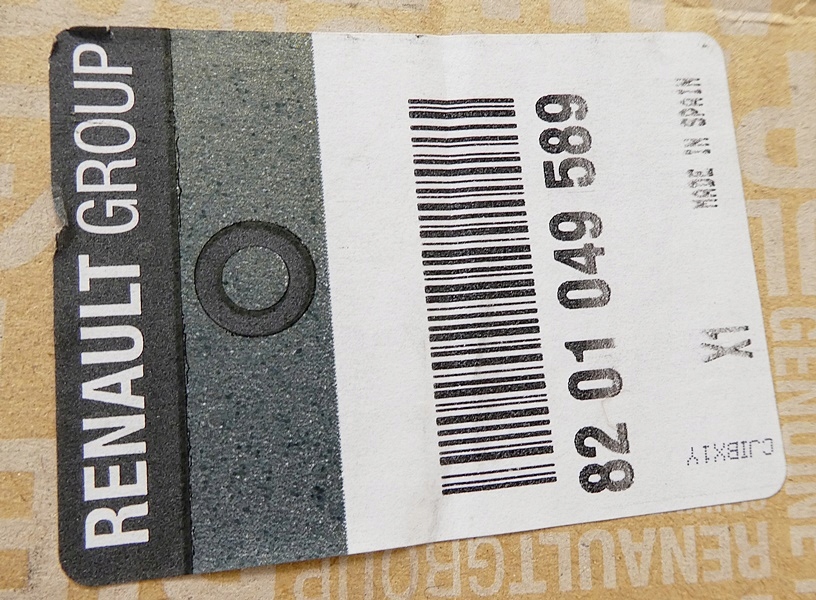 RENAULT GROUP
82 01 049 589
MADE IN SPAIN
X1
CJIBX1Y
RENAULTGROUP
GENUINE